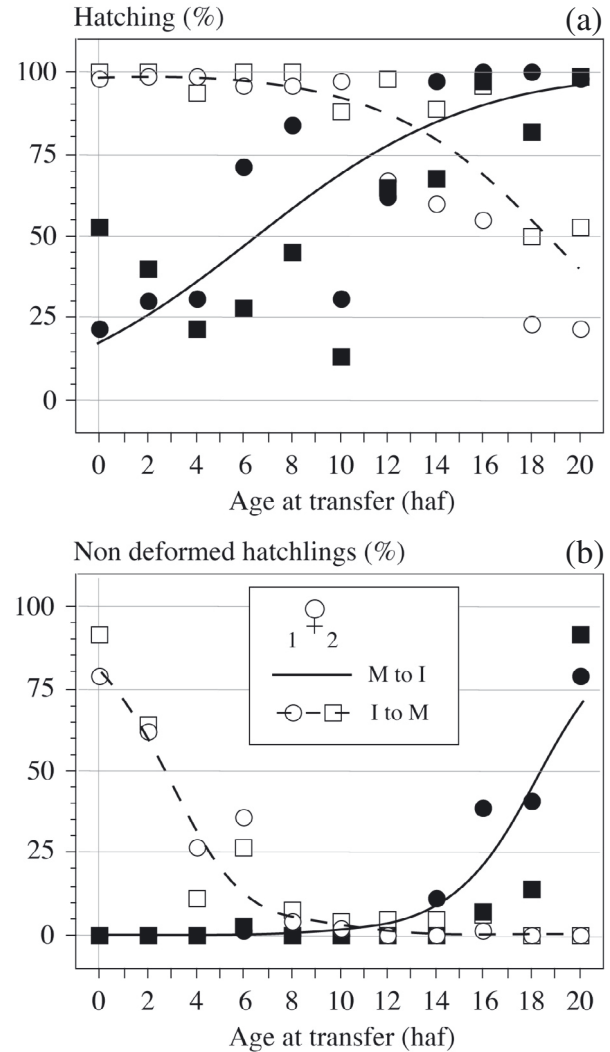 Hatching (%)
(a)
100
75
50
25
0
0 2 4 6 8 10 12 14 16 18 20
Age at transfer (haf)
Non deformed hatchlings (%)
(b)
100
75
50
25
0
1 ♀ 2
M to I
I to M
0 2 4 6 8 10 12 14 16 18 20
Age at transfer (haf)